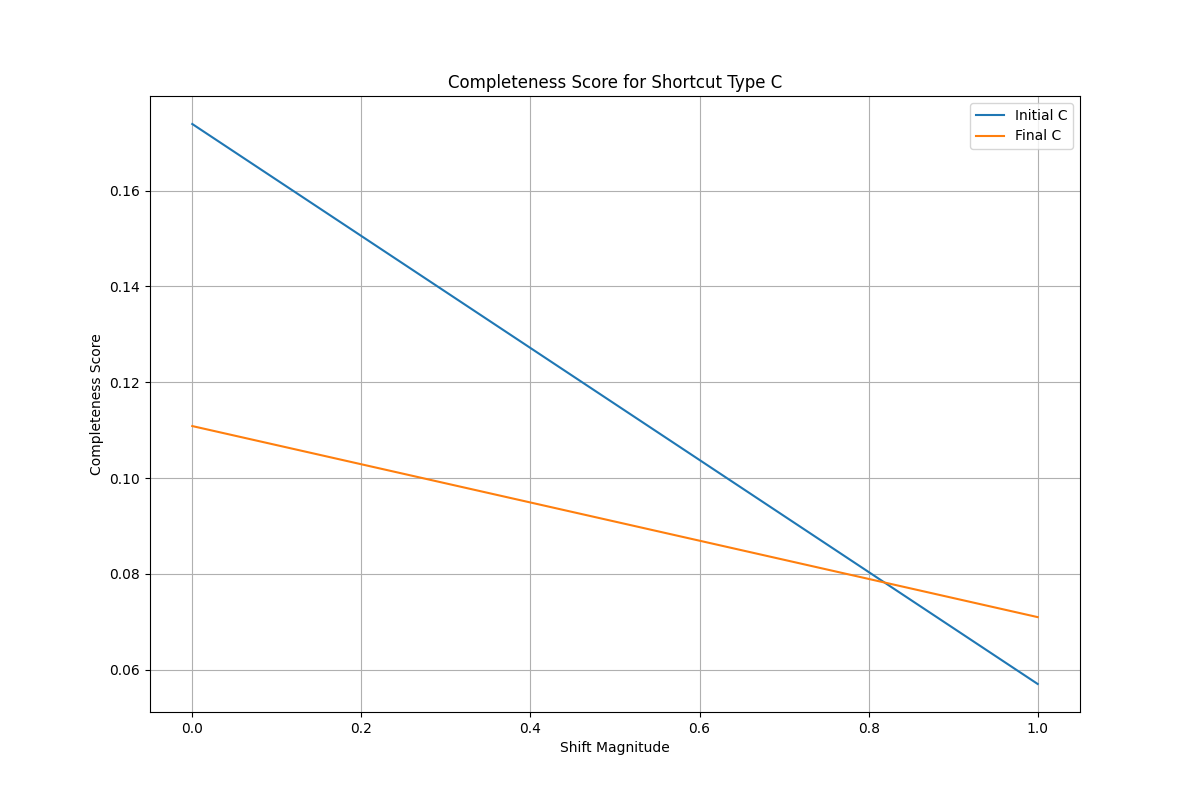 Completeness Score for Shortcut Type C
Initial C
Final C
Completeness Score
0.16
0.14
0.12
0.10
0.08
0.06
0.0 0.2 0.4 0.6 0.8 1.0
Shift Magnitude